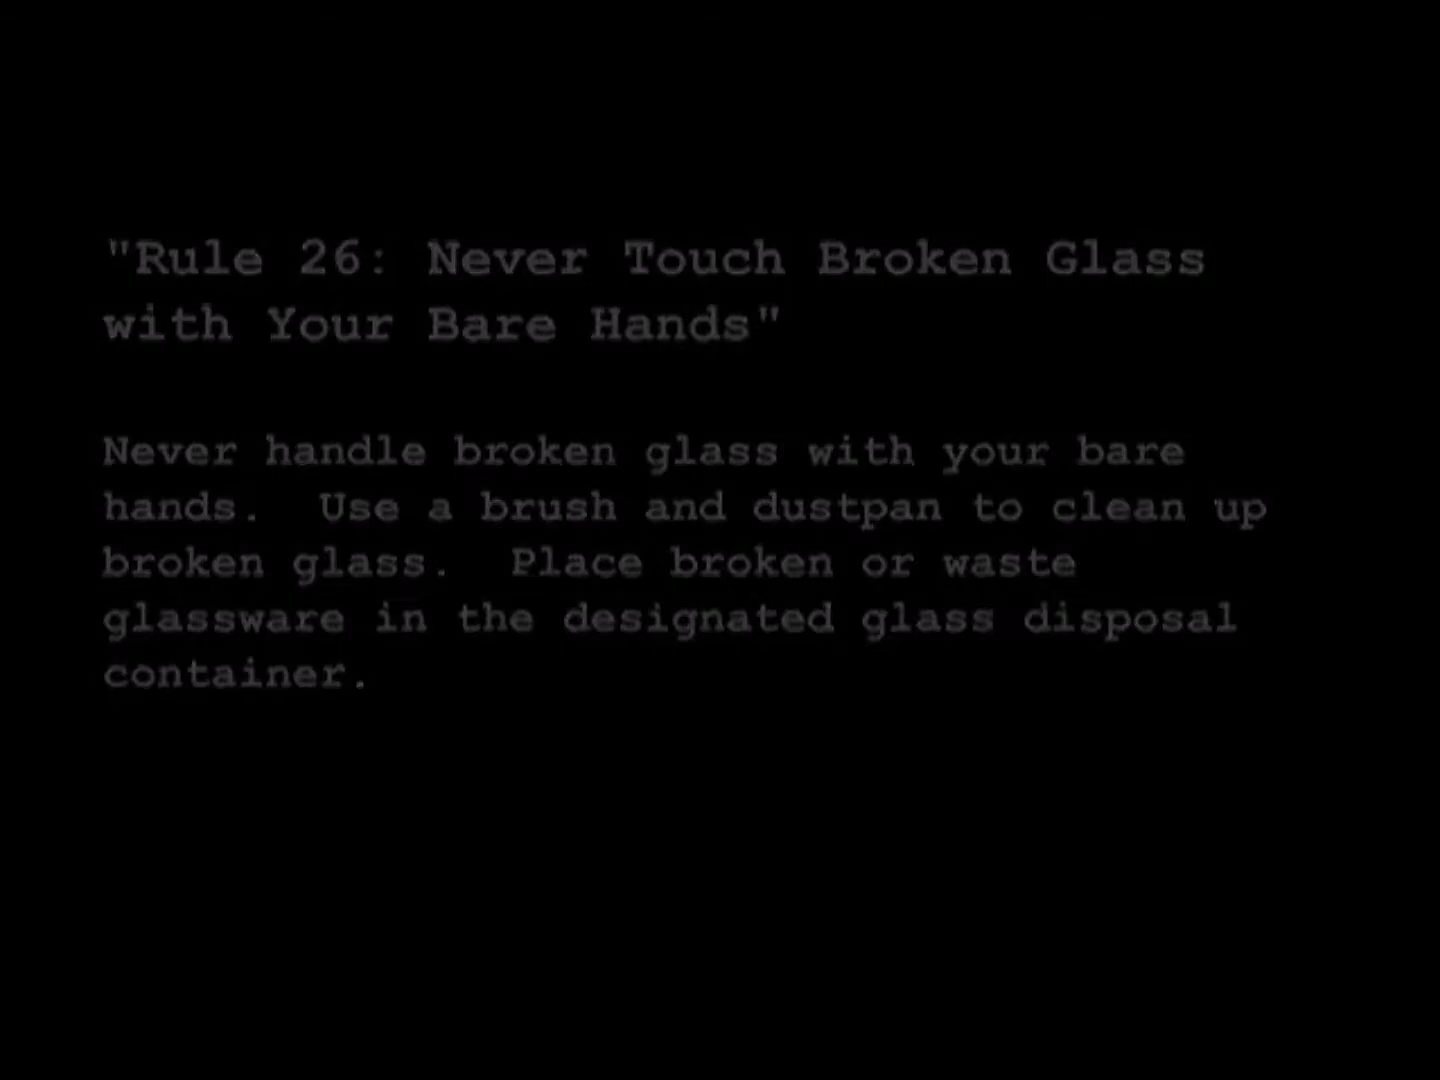 "Rule 26: Never Touch Broken Glass
with Your Bare Hands"
Never handle broken glass with your bare
hands.  Use a brush and dustpan to clean up
broken glass.  Place broken or waste
glassware in the designated glass disposal
container.